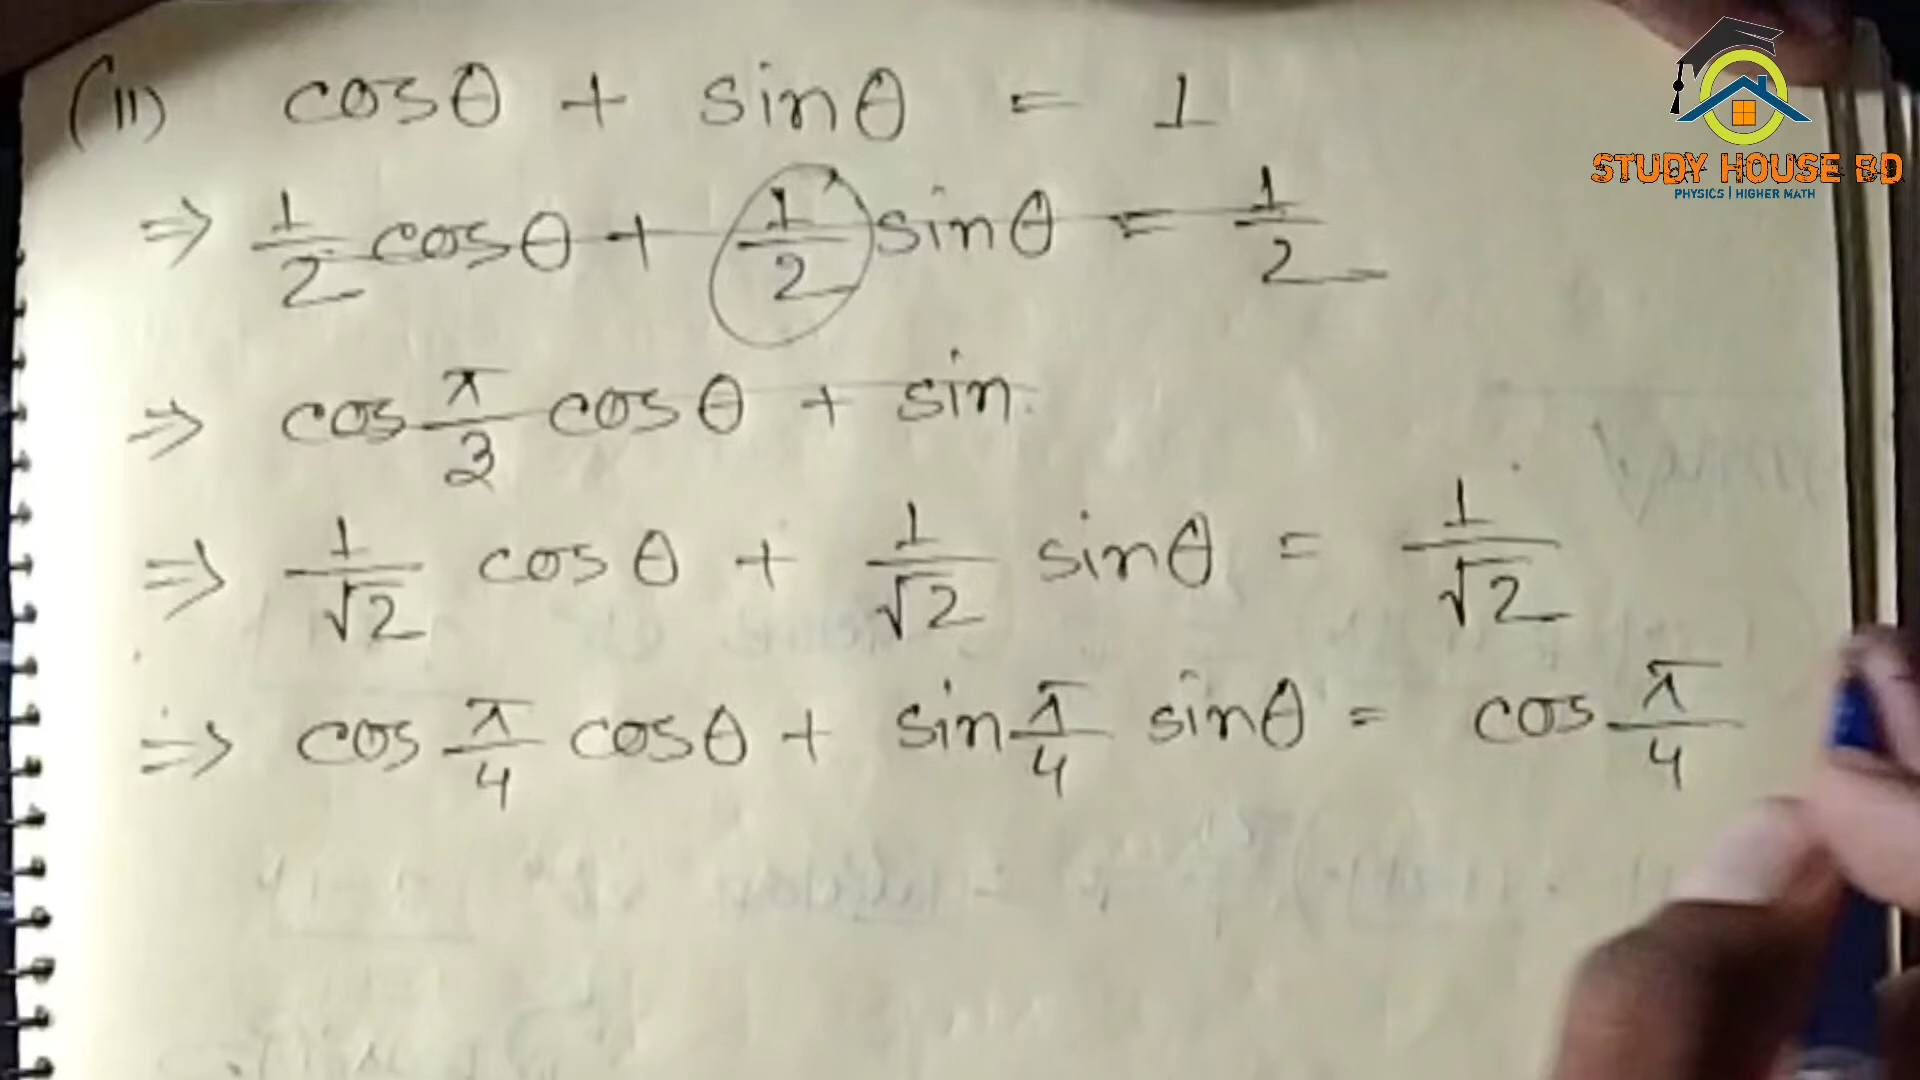 (II) cosθ + sinθ = 1
⇒ 1/2 cosθ + 1/2 sinθ = 1/2
⇒ cos π/3 cosθ + sin
⇒ 1/√2 cosθ + 1/√2 sinθ = 1/√2
⇒ cos π/4 cosθ + sin π/4 sinθ = cos π/4
STUDY HOUSE BD
PHYSICS | HIGHER MATH